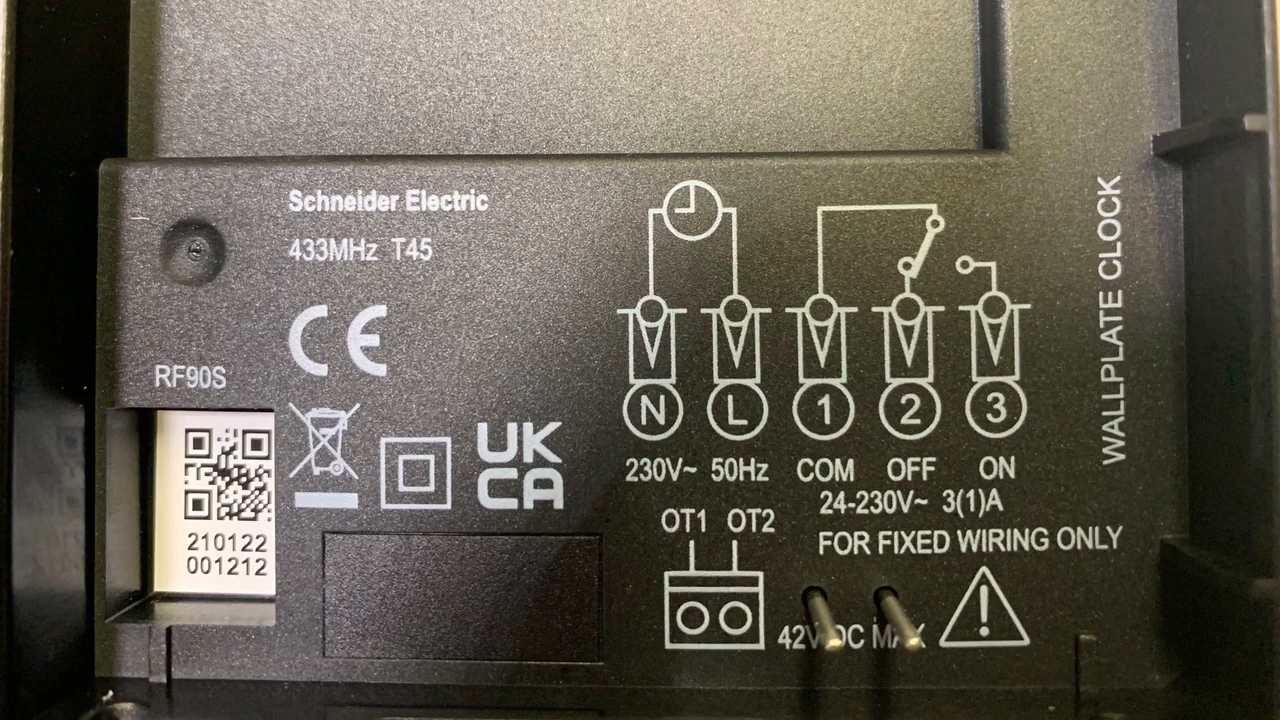 Schneider Electric
433MHz T45
CE
RF90S
210122
001212
UK
CA
N L 1 2 3
230V~ 50Hz COM OFF ON
24-230V~ 3(1)A
OT1 OT2
FOR FIXED WIRING ONLY
42V DC MAX
WALLPLATE CLOCK